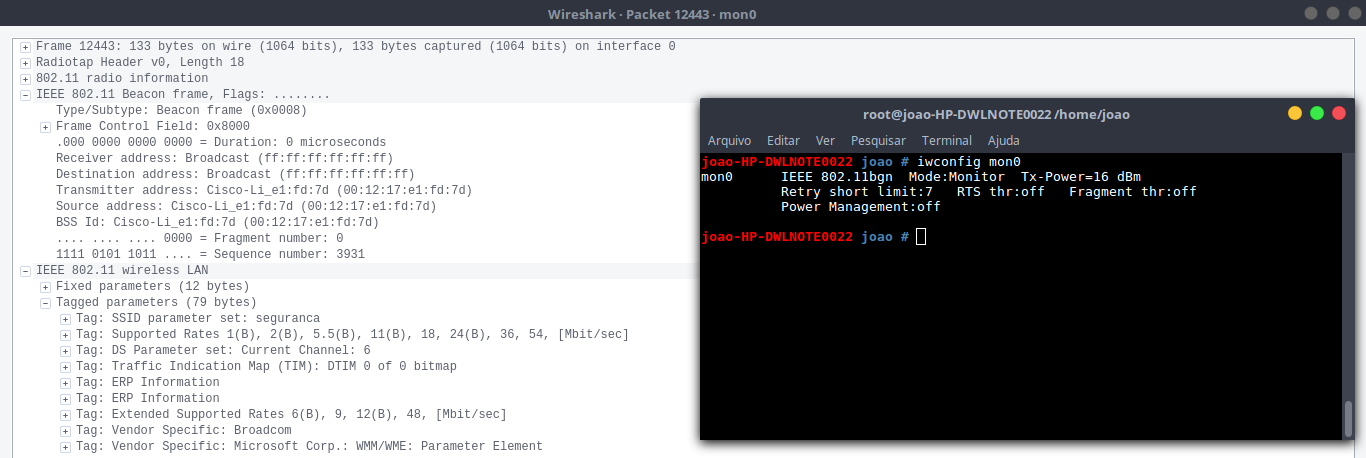 Wireshark · Packet 12443 · mon0
Frame 12443: 133 bytes on wire (1064 bits), 133 bytes captured (1064 bits) on interface 0
Radiotap Header v0, Length 18
802.11 radio information
IEEE 802.11 Beacon frame, Flags: ........
Type/Subtype: Beacon frame (0x0008)
Frame Control Field: 0x8000
.000 0000 0000 0000 = Duration: 0 microseconds
Receiver address: Broadcast (ff:ff:ff:ff:ff:ff)
Destination address: Broadcast (ff:ff:ff:ff:ff:ff)
Transmitter address: Cisco-Li_e1:fd:7d (00:12:17:e1:fd:7d)
Source address: Cisco-Li_e1:fd:7d (00:12:17:e1:fd:7d)
BSS Id: Cisco-Li_e1:fd:7d (00:12:17:e1:fd:7d)
.... .... .... 0000 = Fragment number: 0
1111 0101 1011 .... = Sequence number: 3931
IEEE 802.11 wireless LAN
Fixed parameters (12 bytes)
Tagged parameters (79 bytes)
Tag: SSID parameter set: seguranca
Tag: Supported Rates 1(B), 2(B), 5.5(B), 11(B), 18, 24(B), 36, 54, [Mbit/sec]
Tag: DS Parameter set: Current Channel: 6
Tag: Traffic Indication Map (TIM): DTIM 0 of 0 bitmap
Tag: ERP Information
Tag: ERP Information
Tag: Extended Supported Rates 6(B), 9, 12(B), 48, [Mbit/sec]
Tag: Vendor Specific: Broadcom
Tag: Vendor Specific: Microsoft Corp.: WMM/WME: Parameter Element
root@joao-HP-DWLNOTE0022 /home/joao
Arquivo Editar Ver Pesquisar Terminal Ajuda
joao-HP-DWLNOTE0022 joao # iwconfig mon0
mon0 IEEE 802.11bgn Mode:Monitor Tx-Power=16 dBm
Retry short limit:7 RTS thr:off Fragment thr:off
Power Management:off
joao-HP-DWLNOTE0022 joao #